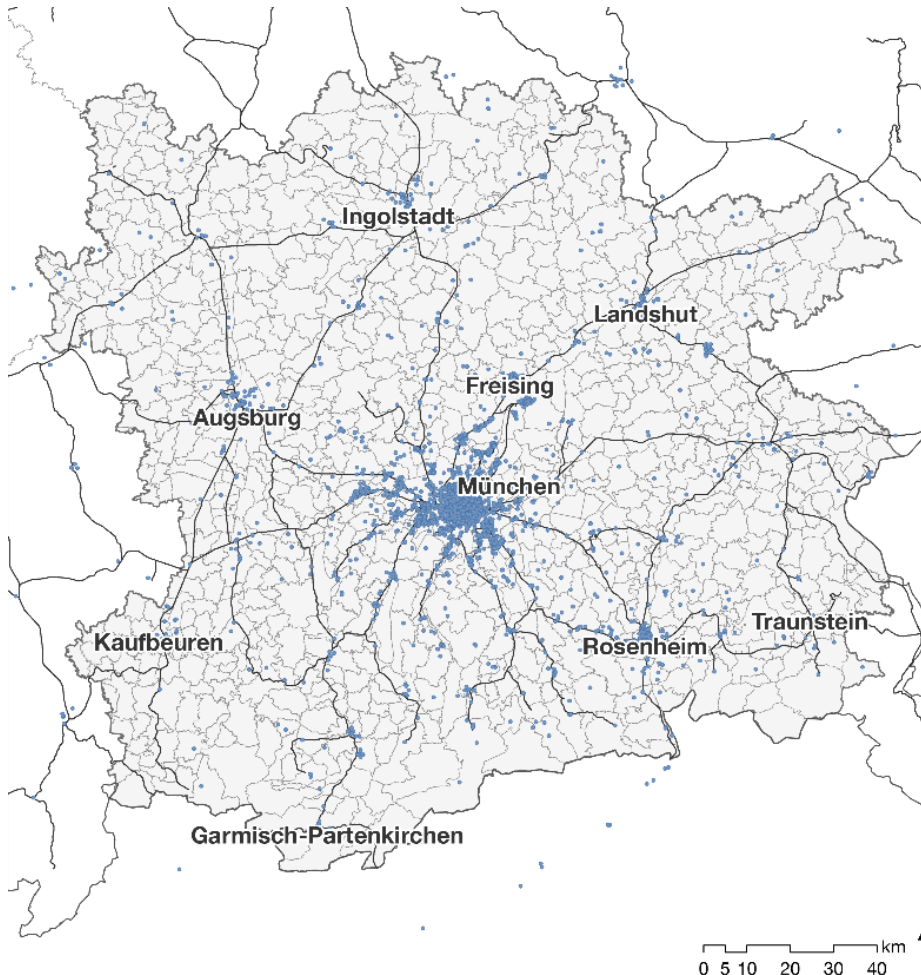 Ingolstadt
Landshut
Freising
Augsburg
München
Traunstein
Kaufbeuren
Rosenheim
Garmisch-Partenkirchen
km
0 5 10 20 30 40